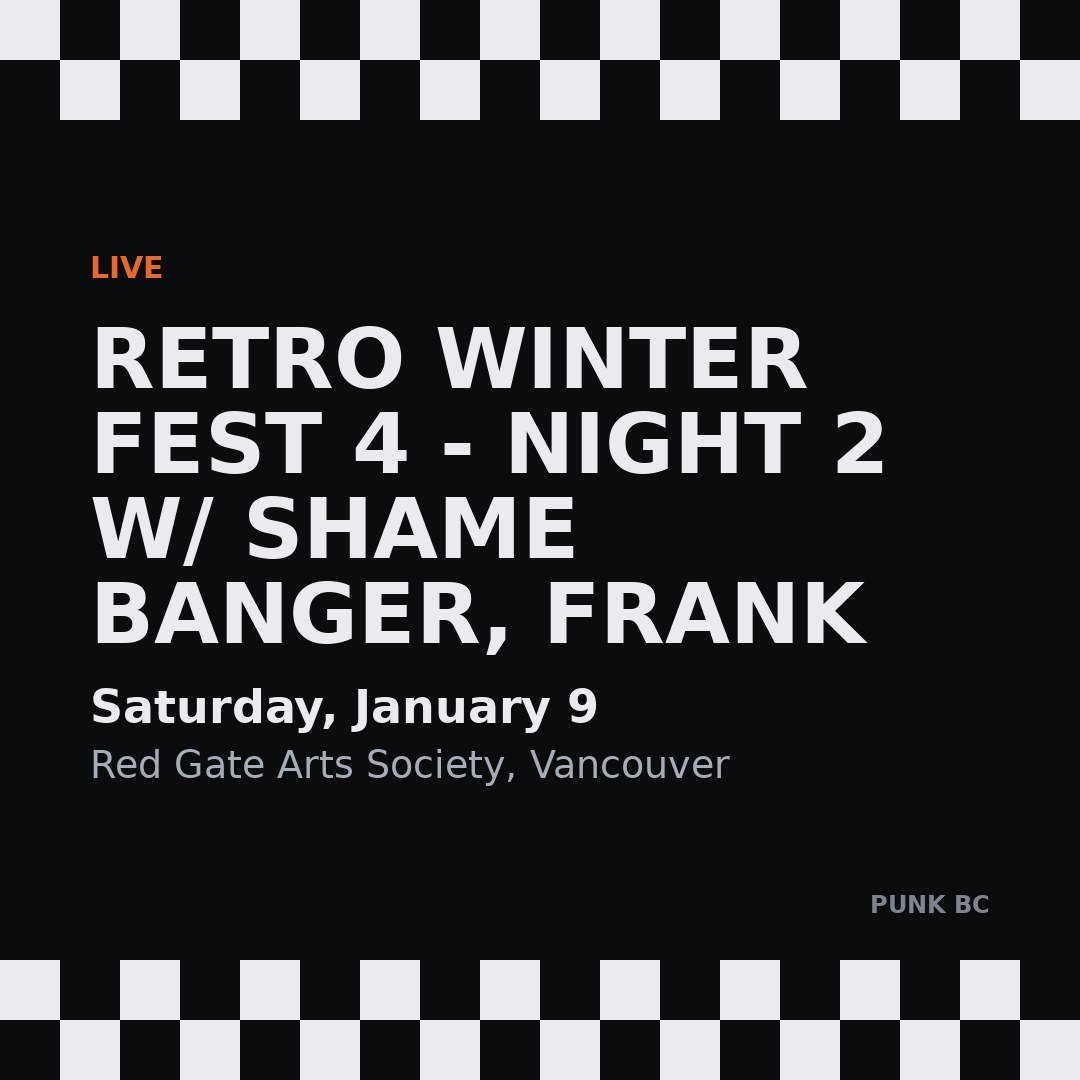 LIVE
RETRO WINTER
FEST 4 - NIGHT 2
W/ SHAME
BANGER, FRANK
Saturday, January 9
Red Gate Arts Society, Vancouver
PUNK BC